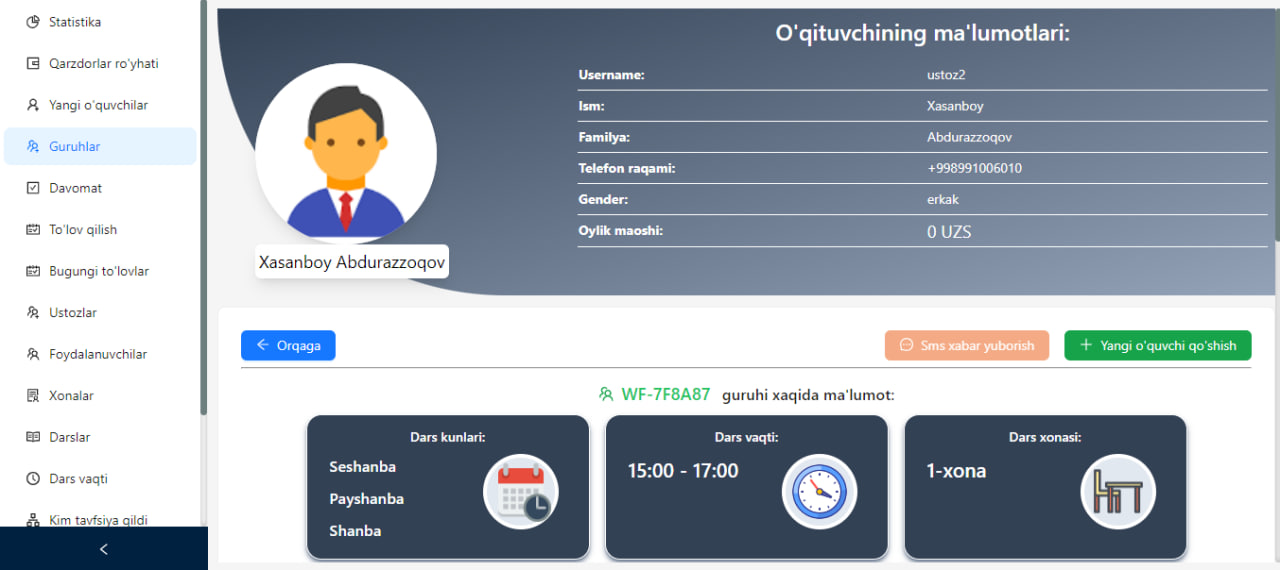 Statistika
Qarzdorlar ro'yhati
Yangi o'quvchilar
Guruhlar
Davomat
To'lov qilish
Bugungi to'lovlar
Ustozlar
Foydalanuvchilar
Xonalar
Darslar
Dars vaqti
Kim tavfsiya qildi
O'qituvchining ma'lumotlari:
Username: ustoz2
Ism: Xasanboy
Familya: Abdurazzoqov
Telefon raqami: +998991006010
Gender: erkak
Oylik maoshi: 0 UZS
Xasanboy Abdurazzoqov
Orqaga
Sms xabar yuborish
Yangi o'quvchi qo'shish
WF-7F8A87 guruhi xaqida ma'lumot:
Dars kunlari:
Seshanba
Payshanba
Shanba
Dars vaqti:
15:00 - 17:00
Dars xonasi:
1-xona